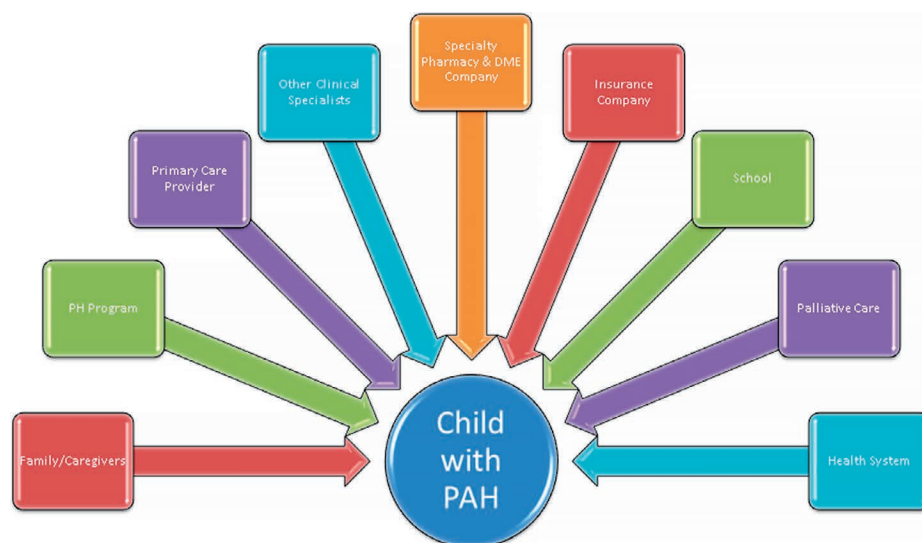 Specialty
Pharmacy & DME
Company
Other Clinical
Specialists
Insurance
Company
Primary Care
Provider
School
PH Program
Palliative Care
Family/Caregivers
Child
with
PAH
Health System